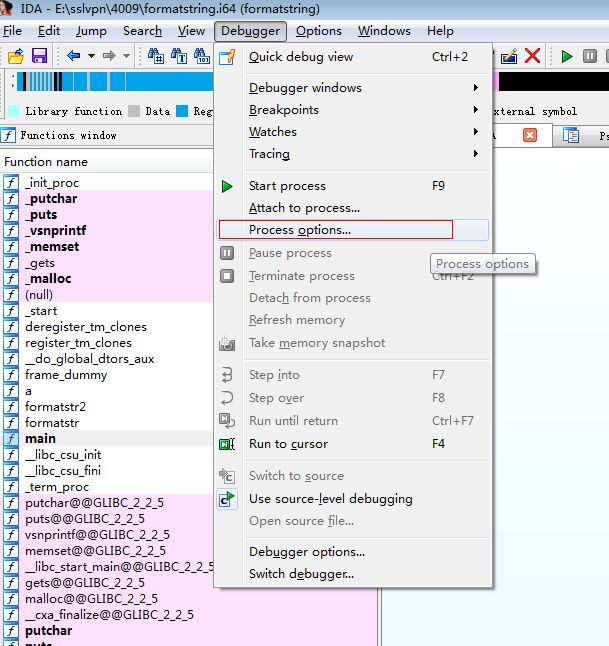 IDA - E:\sslvpn\4009\formatstring.i64 (formatstring)
File Edit Jump Search View Debugger Options Windows Help
Library function Data Reg
xternal symbol
Functions window
A
Ps
Function name
_init_proc
_putchar
_puts
_vsnprintf
_memset
_gets
_malloc
(null)
_start
deregister_tm_clones
register_tm_clones
__do_global_dtors_aux
frame_dummy
a
formatstr2
formatstr
main
__libc_csu_init
__libc_csu_fini
_term_proc
putchar@@GLIBC_2_2_5
puts@@GLIBC_2_2_5
vsnprintf@@GLIBC_2_2_5
memset@@GLIBC_2_2_5
__libc_start_main@@GLIBC_2_2_5
gets@@GLIBC_2_2_5
malloc@@GLIBC_2_2_5
__cxa_finalize@@GLIBC_2_2_5
putchar
puts
Quick debug view Ctrl+2
Debugger windows
Breakpoints
Watches
Tracing
Start process F9
Attach to process...
Process options...
Pause process
Process options
Terminate process Ctrl+F2
Detach from process
Refresh memory
Take memory snapshot
Step into F7
Step over F8
Run until return Ctrl+F7
Run to cursor F4
Switch to source
Use source-level debugging
Open source file...
Debugger options...
Switch debugger...